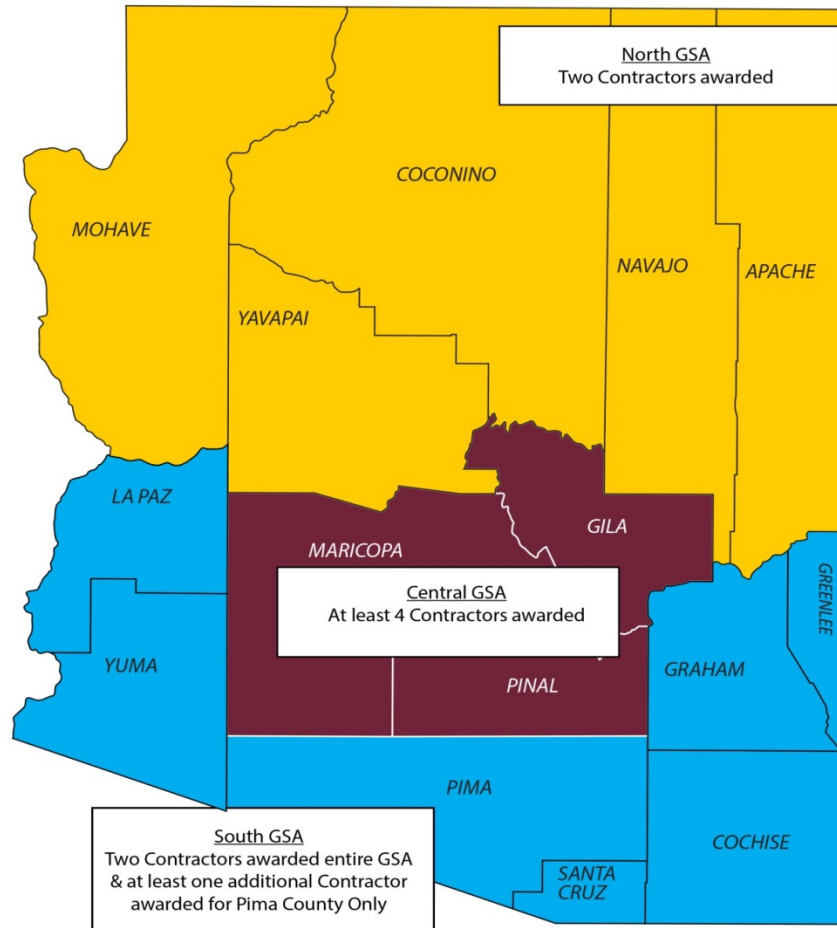 North GSA
Two Contractors awarded
COCONINO
MOHAVE
NAVAJO
APACHE
YAVAPAI
LA PAZ
GILA
MARICOPA
GREENLEE
Central GSA
At least 4 Contractors awarded
YUMA
GRAHAM
PINAL
PIMA
South GSA
Two Contractors awarded entire GSA
& at least one additional Contractor
awarded for Pima County Only
COCHISE
SANTA
CRUZ